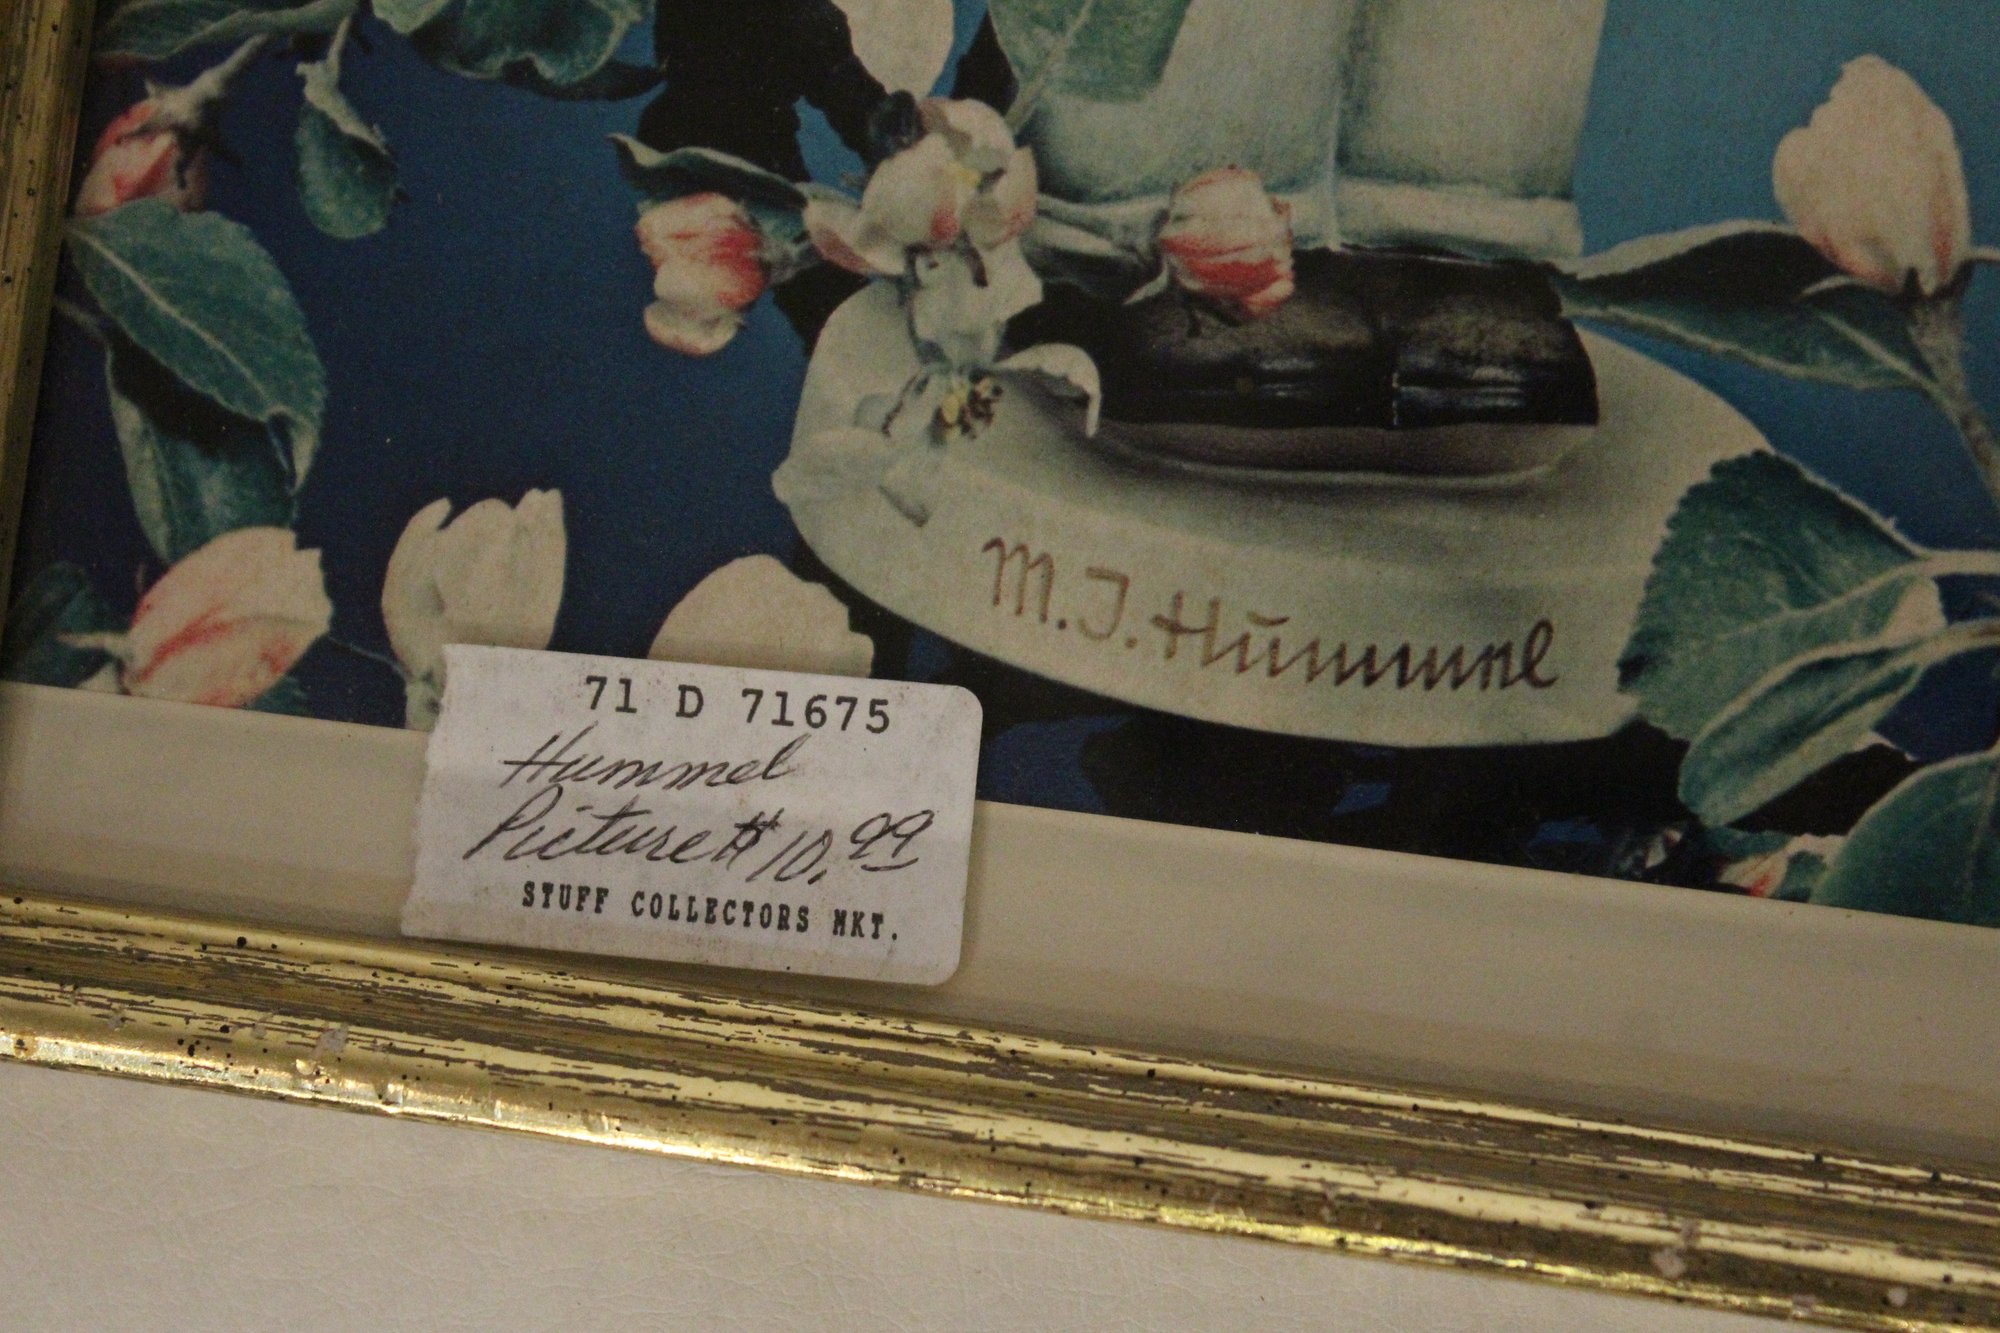 M.J. Hummel
71 D 71675
Hummel
Picture # 10.99
STUFF COLLECTORS MKT.